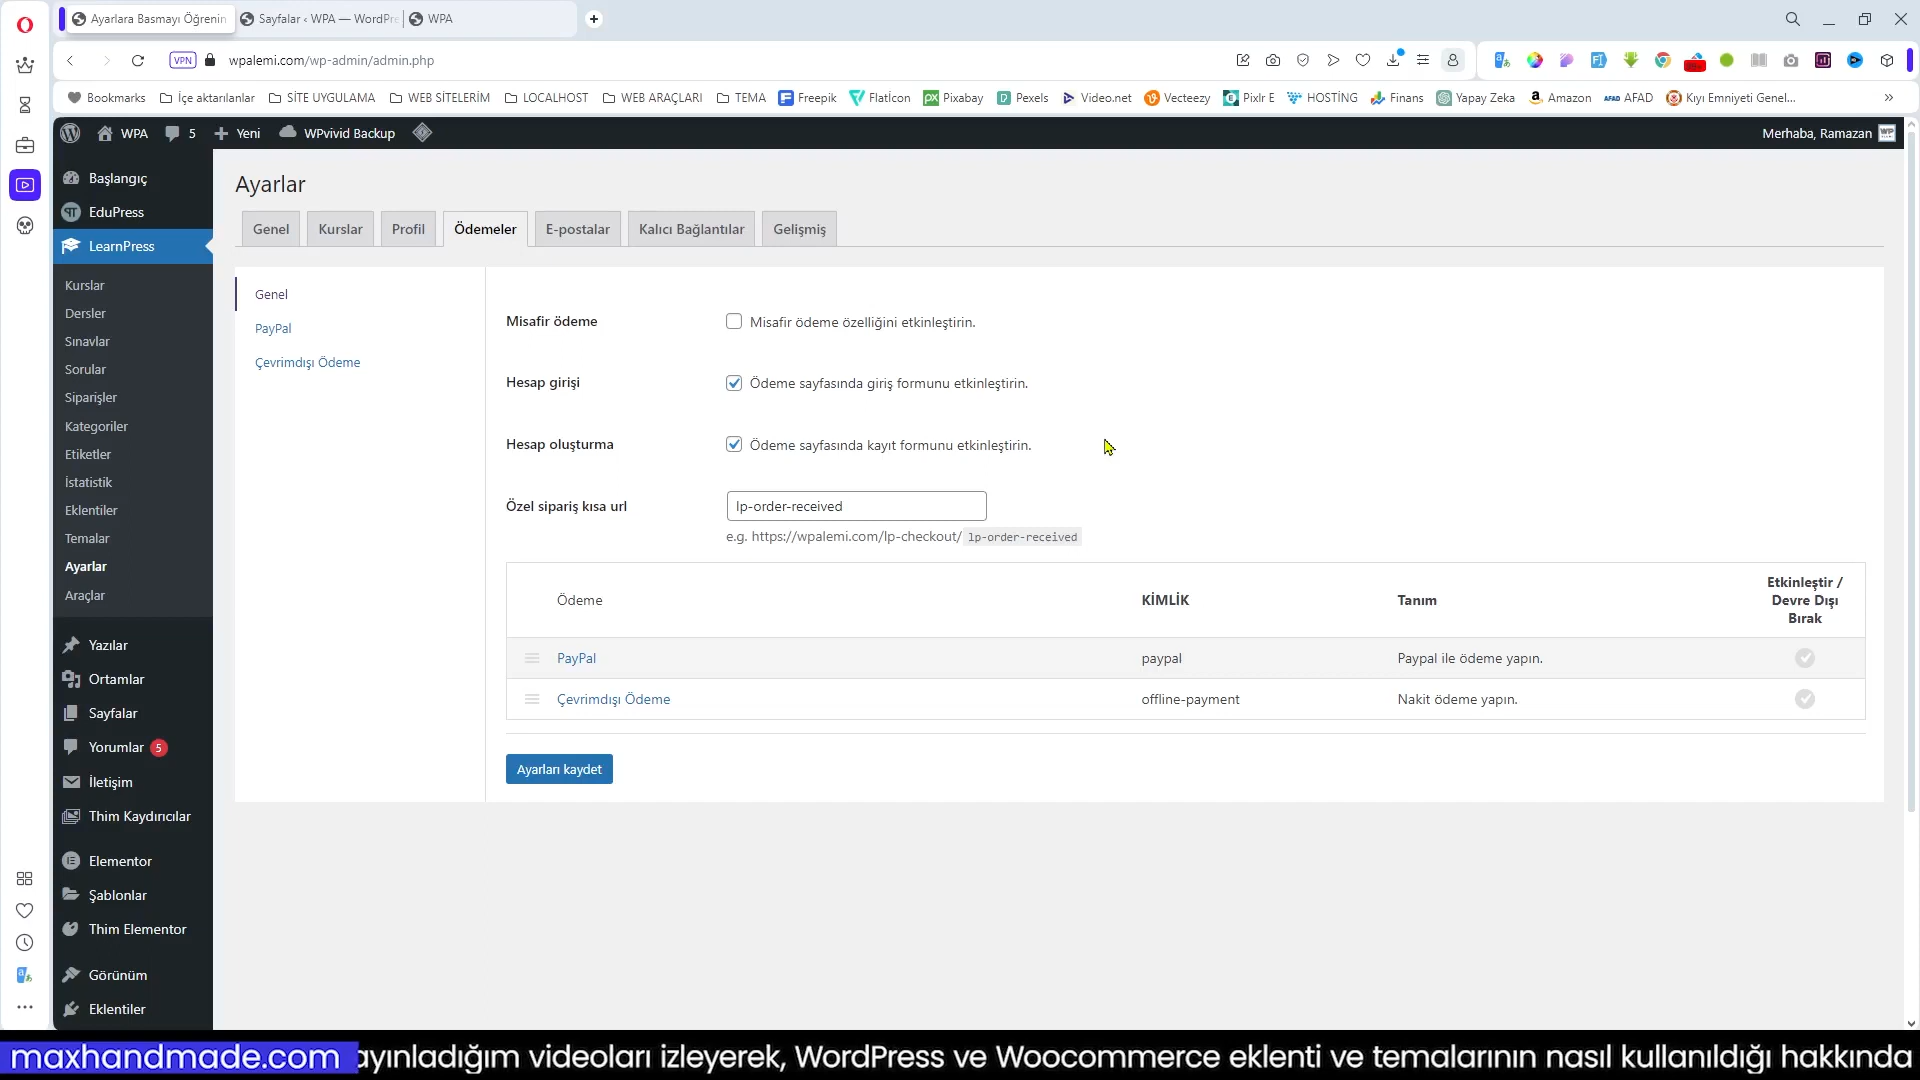 Ayarlara Basmayı Öğrenin
Sayfalar ‹ WPA — WordPre
WPA
VPN
wpalemi.com/wp-admin/admin.php
Bookmarks
İçe aktarılanlar
SİTE UYGULAMA
WEB SİTELERİM
LOCALHOST
WEB ARAÇLARI
TEMA
Freepik
Flatİcon
Pixabay
Pexels
Video.net
Vecteezy
Pixlr E
HOSTİNG
Finans
Yapay Zeka
Amazon
AFAD
Kıyı Emniyeti Genel...
WPA
5
Yeni
WPvivid Backup
Merhaba, Ramazan
Başlangıç
EduPress
LearnPress
Kurslar
Dersler
Sınavlar
Sorular
Siparişler
Kategoriler
Etiketler
İstatistik
Eklentiler
Temalar
Ayarlar
Araçlar
Yazılar
Ortamlar
Sayfalar
Yorumlar 5
İletişim
Thim Kaydırıcılar
Elementor
Şablonlar
Thim Elementor
Görünüm
Eklentiler
Ayarlar
Genel
Kurslar
Profil
Ödemeler
E-postalar
Kalıcı Bağlantılar
Gelişmiş
Genel
PayPal
Çevrimdışı Ödeme
Misafir ödeme
Misafir ödeme özelliğini etkinleştirin.
Hesap girişi
Ödeme sayfasında giriş formunu etkinleştirin.
Hesap oluşturma
Ödeme sayfasında kayıt formunu etkinleştirin.
Özel sipariş kısa url
lp-order-received
e.g. https://wpalemi.com/lp-checkout/ lp-order-received
Ödeme
KİMLİK
Tanım
Etkinleştir /
Devre Dışı
Bırak
PayPal
paypal
Paypal ile ödeme yapın.
Çevrimdışı Ödeme
offline-payment
Nakit ödeme yapın.
Ayarları kaydet
maxhandmade.com
ayınladığım videoları izleyerek, WordPress ve Woocommerce eklenti ve temalarının nasıl kullanıldığı hakkında